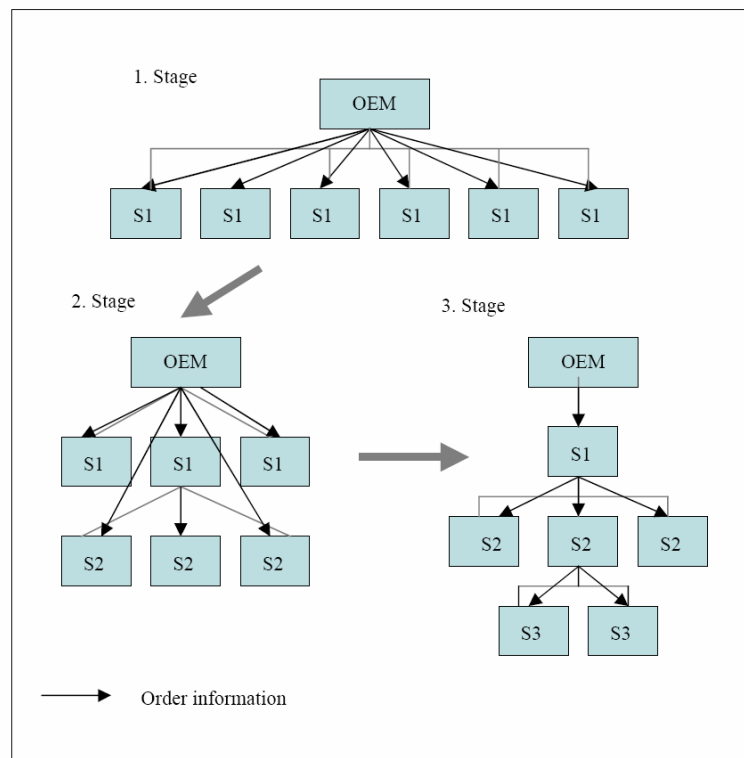 1. Stage
OEM
S1 S1 S1 S1 S1 S1
2. Stage
OEM
S1 S1 S1
S2 S2 S2
3. Stage
OEM
S1
S2 S2 S2
S3 S3
Order information